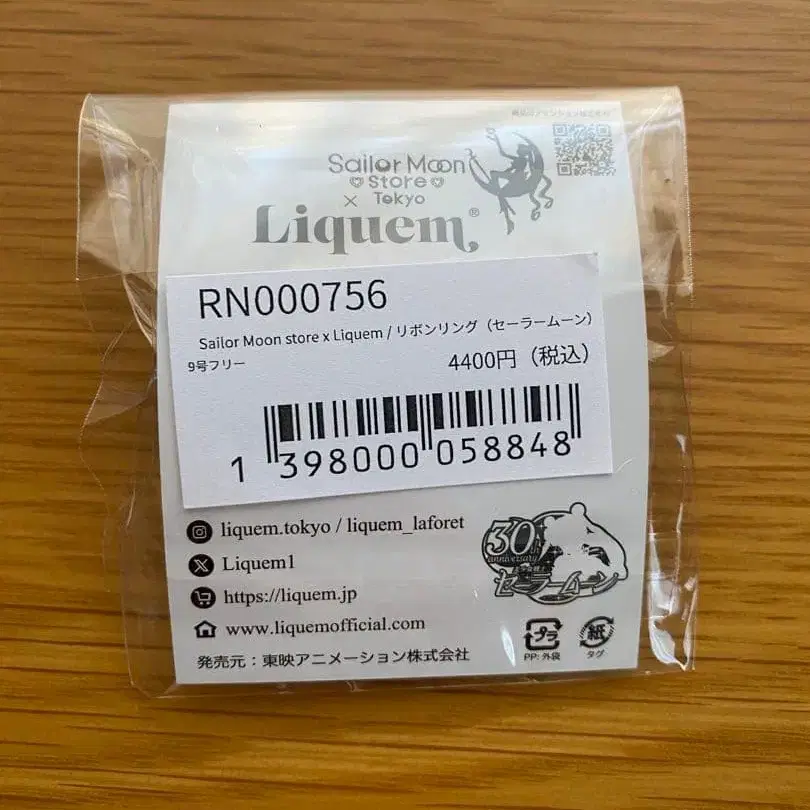 Sailor Moon
Store
× Tokyo
Liquem®
RN000756
Sailor Moon store x Liquem / リボンリング（セーラームーン）
9号フリー
4400円（税込）
1 398000 058848
liquem.tokyo / liquem_laforet
Liquem1
https://liquem.jp
www.liquemofficial.com
30th
anniversary
セーラームーン
プラ
PP: 外袋
紙
タグ
発売元：東映アニメーション株式会社